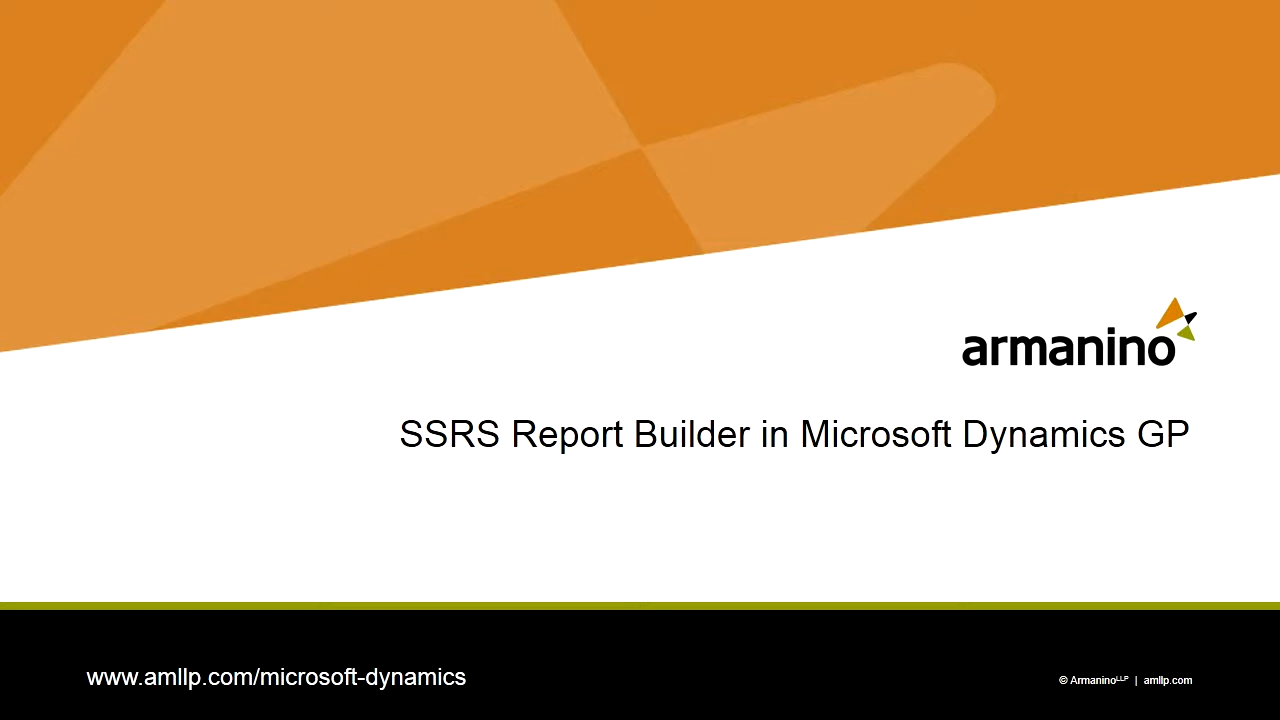 armanino
SSRS Report Builder in Microsoft Dynamics GP
www.amllp.com/microsoft-dynamics
© Armanino LLP | amllp.com